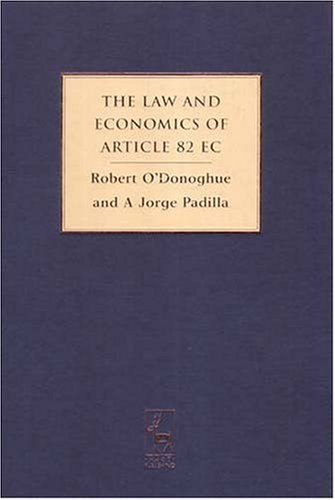 THE LAW AND
ECONOMICS OF
ARTICLE 82 EC
Robert O'Donoghue
and A Jorge Padilla